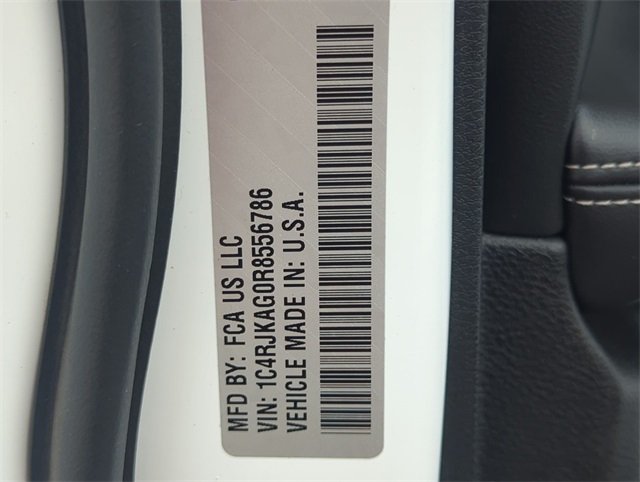 MFD BY: FCA US LLC
VIN: 1C4RJKAG0R8556786
VEHICLE MADE IN: U.S.A.